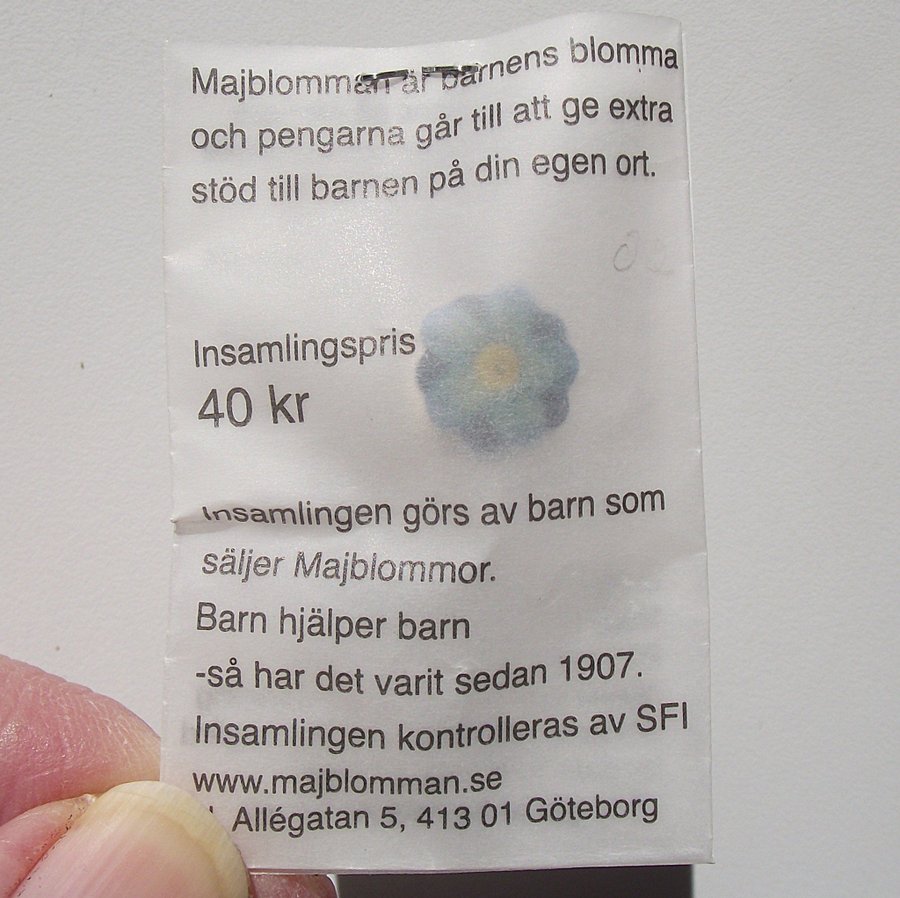 Majblomman är barnens blomma
och pengarna går till att ge extra
stöd till barnen på din egen ort.
Insamlingspris
40 kr
Insamlingen görs av barn som
säljer Majblommor.
Barn hjälper barn
-så har det varit sedan 1907.
Insamlingen kontrolleras av SFI
www.majblomman.se
Allégatan 5, 413 01 Göteborg